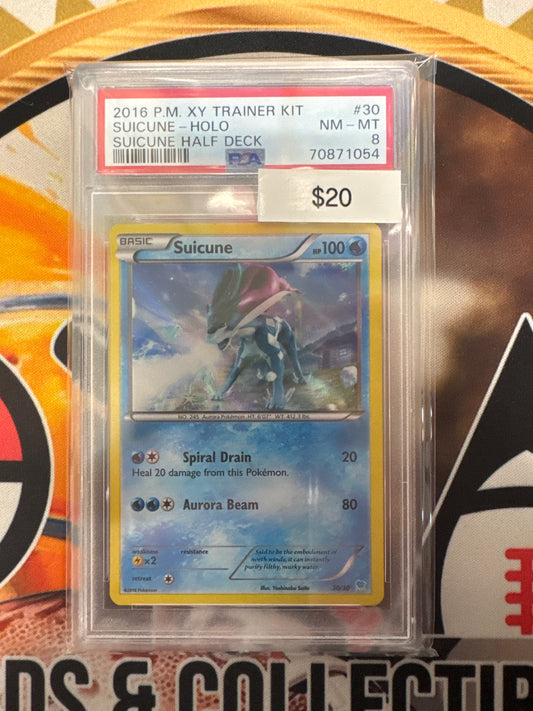 2016 P.M. XY TRAINER KIT #30
SUICUNE - HOLO NM - MT
SUICUNE HALF DECK 8
PSA 70871054
$20
BASIC Suicune HP100
NO. 245 Aurora Pokémon HT: 6'07" WT: 412.3 lbs.
Spiral Drain 20
Heal 20 damage from this Pokémon.
Aurora Beam 80
weakness resistance
×2
retreat
Said to be the embodiment of
north winds, it can instantly
purify filthy, murky water.
©2016 Pokémon Illus. Yoshinobu Saito 30/30
DS & COLLECTIB